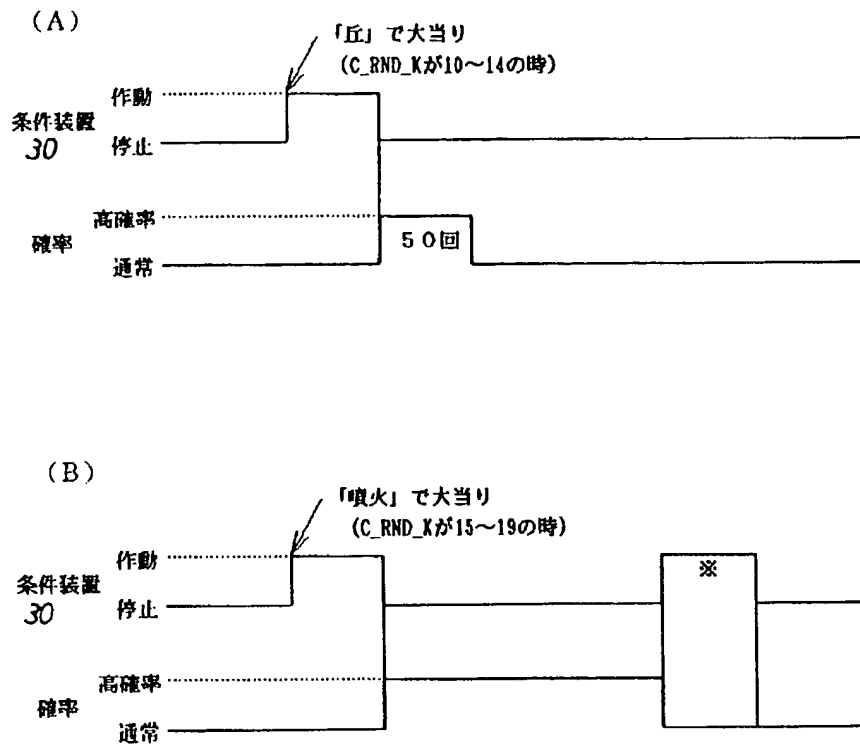 (A)
「丘」で大当り
(C_RND_Kが10～14の時)
作動
条件装置
30
停止
高確率
確率
50回
通常
(B)
「噴火」で大当り
(C_RND_Kが15～19の時)
作動
※
条件装置
30
停止
高確率
確率
通常